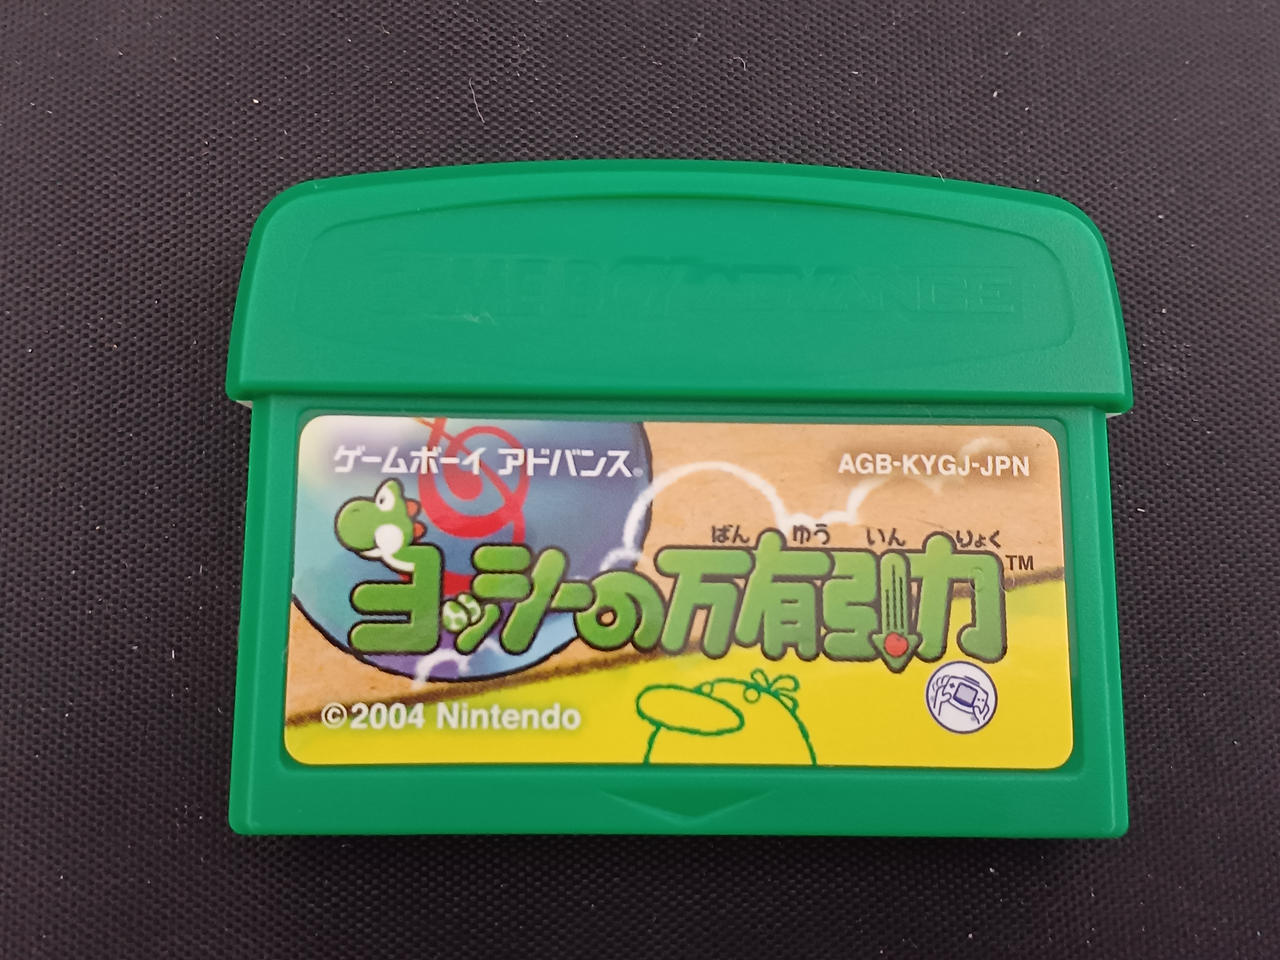 GAME BOY ADVANCE
ゲームボーイ アドバンス®
AGB-KYGJ-JPN
ばん ゆう いん りょく
ヨッシーの万有引力™
©2004 Nintendo